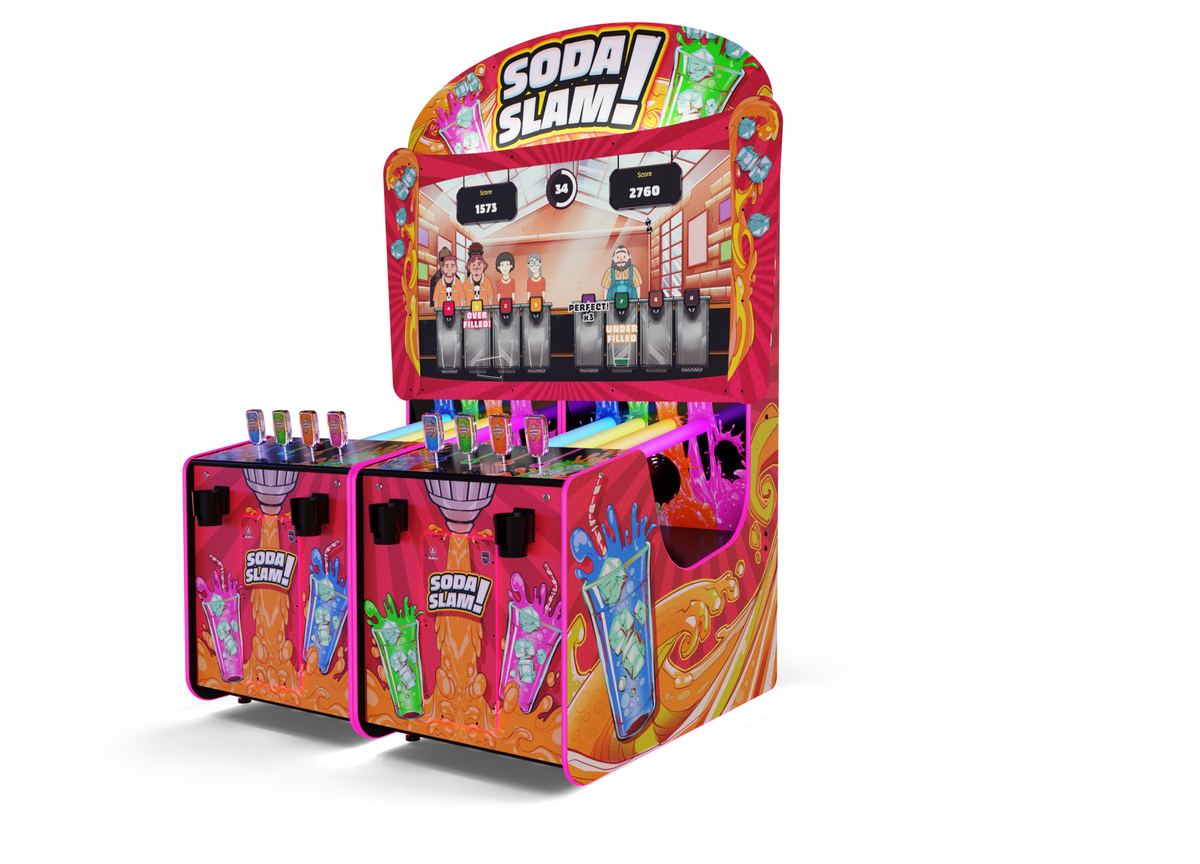 SODA
SLAM!
Score
1573
34
Score
2760
A
C
D
F
G
H
OVER
FILLED!
PERFECT!
X3
UNDER
FILLED
SODA
SLAM!
SODA
SLAM!